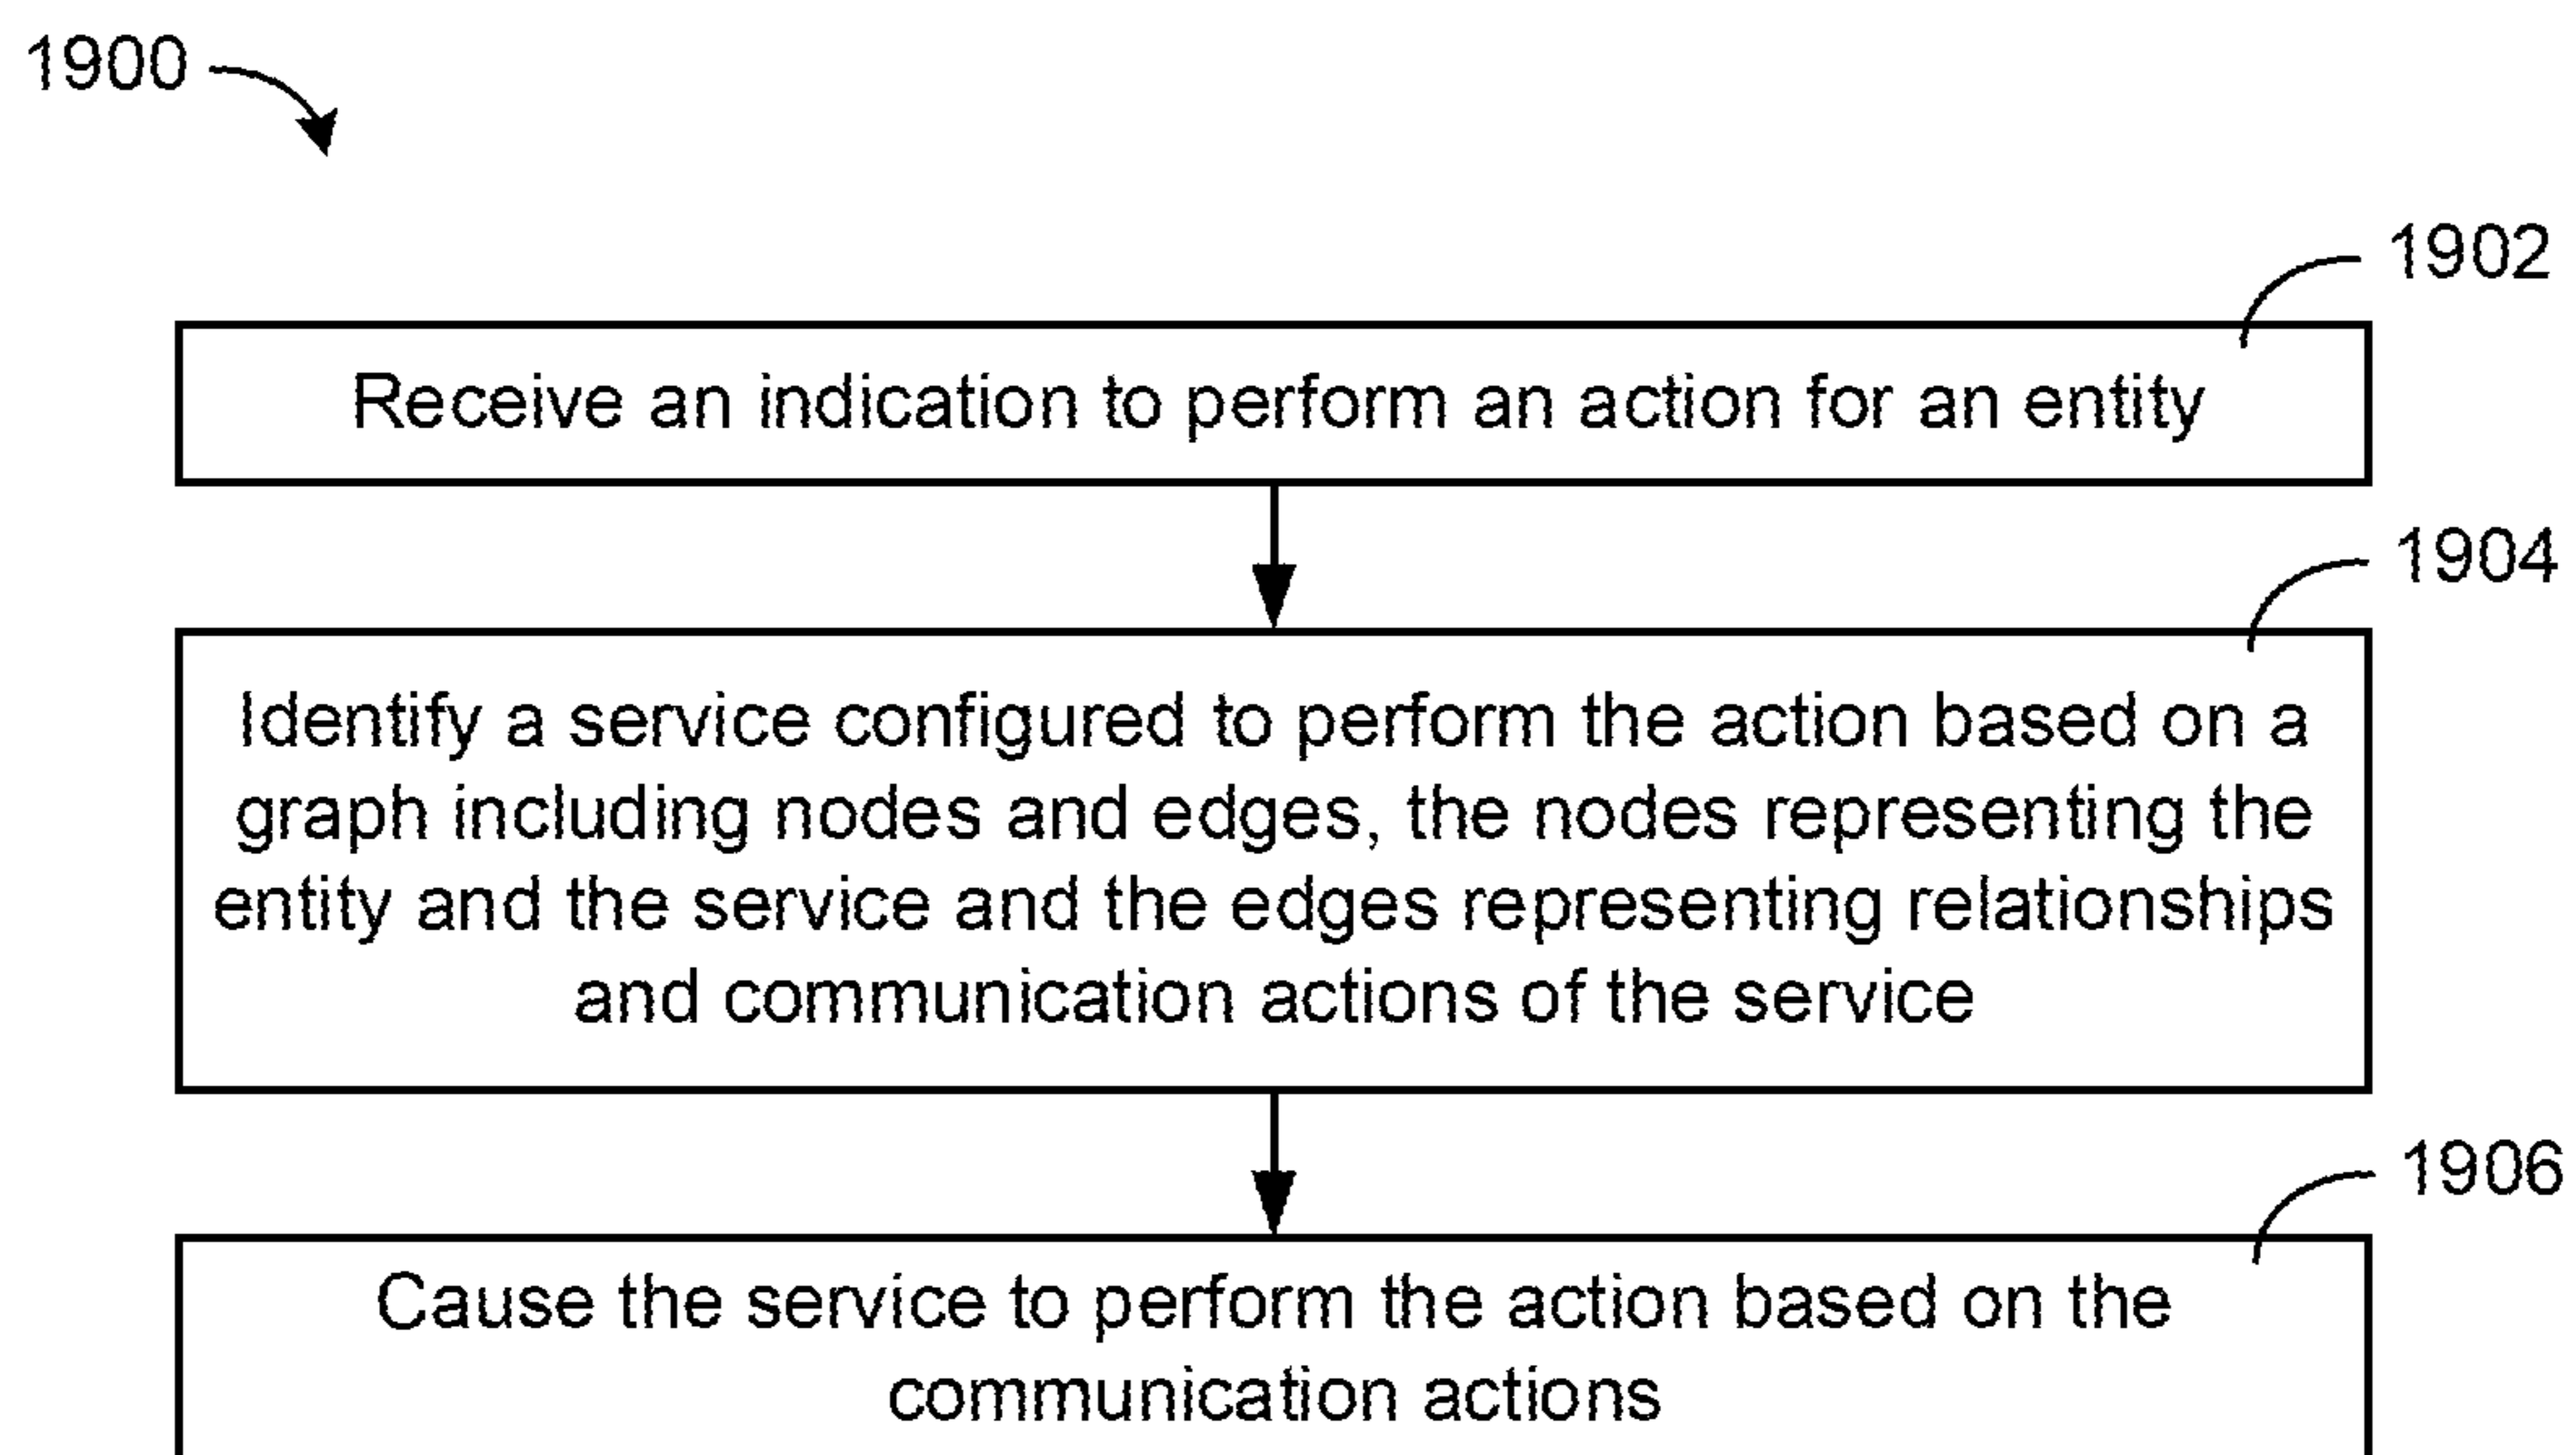 1900
1902
Receive an indication to perform an action for an entity
1904
Identify a service configured to perform the action based on a
graph including nodes and edges, the nodes representing the
entity and the service and the edges representing relationships
and communication actions of the service
1906
Cause the service to perform the action based on the
communication actions